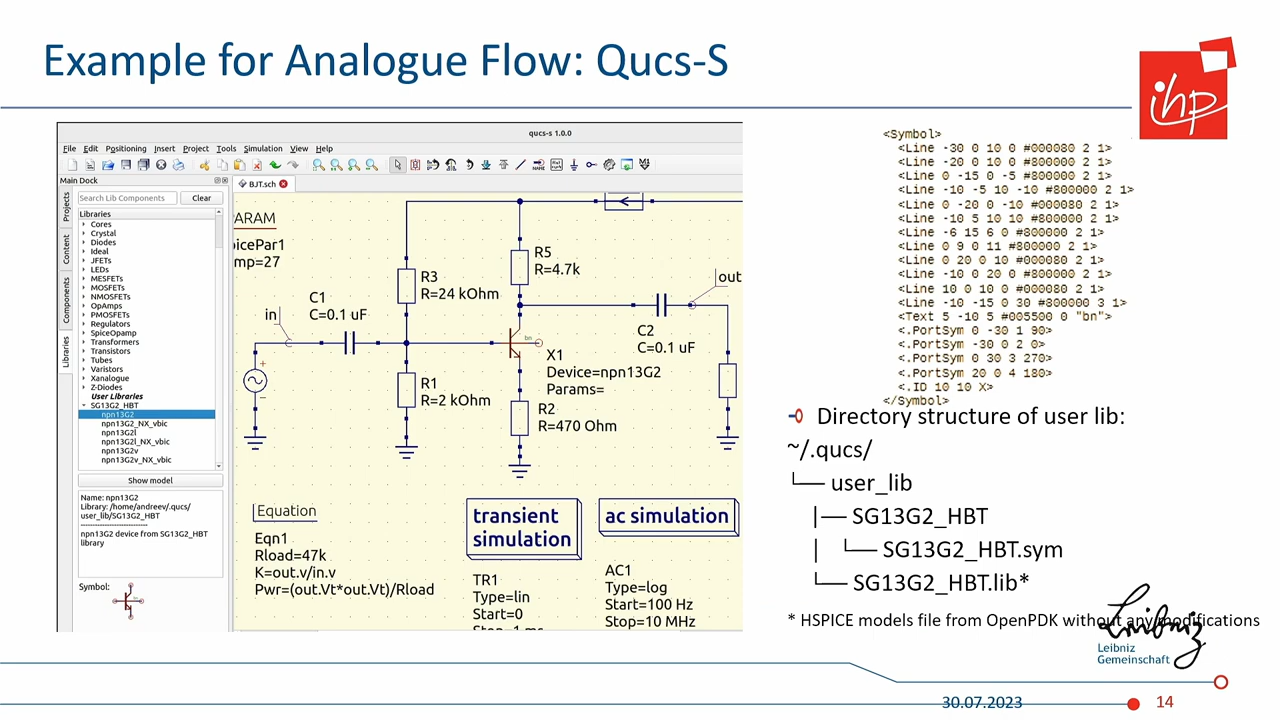 Example for Analogue Flow: Qucs-S
ihp
qucs-s 1.0.0
File Edit Positioning Insert Project Tools Simulation View Help
Main Dock
BJT.sch
Projects
Content
Components
Libraries
Search Lib Components
Clear
Libraries
Cores
Crystal
Diodes
Ideal
JFETs
LEDs
MESFETs
MOSFETs
NMOSFETs
OpAmps
PMOSFETs
Regulators
SpiceOpamp
Transformers
Transistors
Tubes
Varistors
Xanalogue
Z-Diodes
User Libraries
SG13G2_HBT
npn13G2
npn13G2_NX_vbic
npn13G2l
npn13G2l_NX_vbic
npn13G2v
npn13G2v_NX_vbic
Show model
Name: npn13G2
Library: /home/andreev/.qucs/
user_lib/SG13G2_HBT
----------------------------
npn13G2 device from SG13G2_HBT
library
Symbol:
ARAM
icePar1
mp=27
in
C1
C=0.1 uF
R3
R=24 kOhm
R5
R=4.7k
out
C2
C=0.1 uF
bn
X1
Device=npn13G2
Params=
R1
R=2 kOhm
R2
R=470 Ohm
Equation
Eqn1
Rload=47k
K=out.v/in.v
Pwr=(out.Vt*out.Vt)/Rload
transient
simulation
TR1
Type=lin
Start=0
Stop=1 ms
ac simulation
AC1
Type=log
Start=100 Hz
Stop=10 MHz
<Symbol>
<Line -30 0 10 0 #000080 2 1>
<Line -20 0 10 0 #800000 2 1>
<Line 0 -15 0 -5 #800000 2 1>
<Line -10 -5 10 -10 #800000 2 1>
<Line 0 -20 0 -10 #000080 2 1>
<Line -10 5 10 10 #800000 2 1>
<Line -6 15 6 0 #800000 2 1>
<Line 0 9 0 11 #800000 2 1>
<Line 0 20 0 10 #000080 2 1>
<Line -10 0 20 0 #800000 2 1>
<Line 10 0 10 0 #000080 2 1>
<Line -10 -15 0 30 #800000 3 1>
<Text 5 -10 5 #005500 0 "bn">
<.PortSym 0 -30 1 90>
<.PortSym -30 0 2 0>
<.PortSym 0 30 3 270>
<.PortSym 20 0 4 180>
<.ID 10 10 X>
</Symbol>
Directory structure of user lib:
~/.qucs/
└── user_lib
|── SG13G2_HBT
| └── SG13G2_HBT.sym
└── SG13G2_HBT.lib*
* HSPICE models file from OpenPDK without any modifications
Leibniz
Leibniz
Gemeinschaft
30.07.2023
14